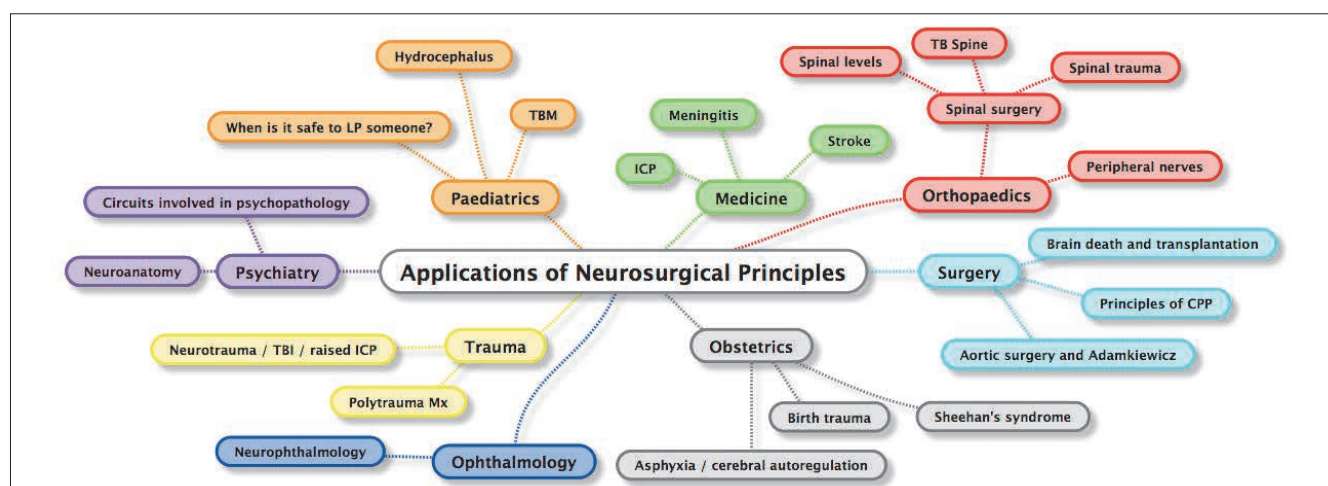 Hydrocephalus
TB Spine
Spinal levels
Spinal trauma
When is it safe to LP someone?
TBM
Meningitis
Spinal surgery
Stroke
ICP
Peripheral nerves
Paediatrics
Medicine
Orthopaedics
Circuits involved in psychopathology
Brain death and transplantation
Neuroanatomy
Psychiatry
Applications of Neurosurgical Principles
Surgery
Principles of CPP
Neurotrauma / TBI / raised ICP
Trauma
Obstetrics
Aortic surgery and Adamkiewicz
Polytrauma Mx
Birth trauma
Sheehan's syndrome
Neurophthalmology
Ophthalmology
Asphyxia / cerebral autoregulation